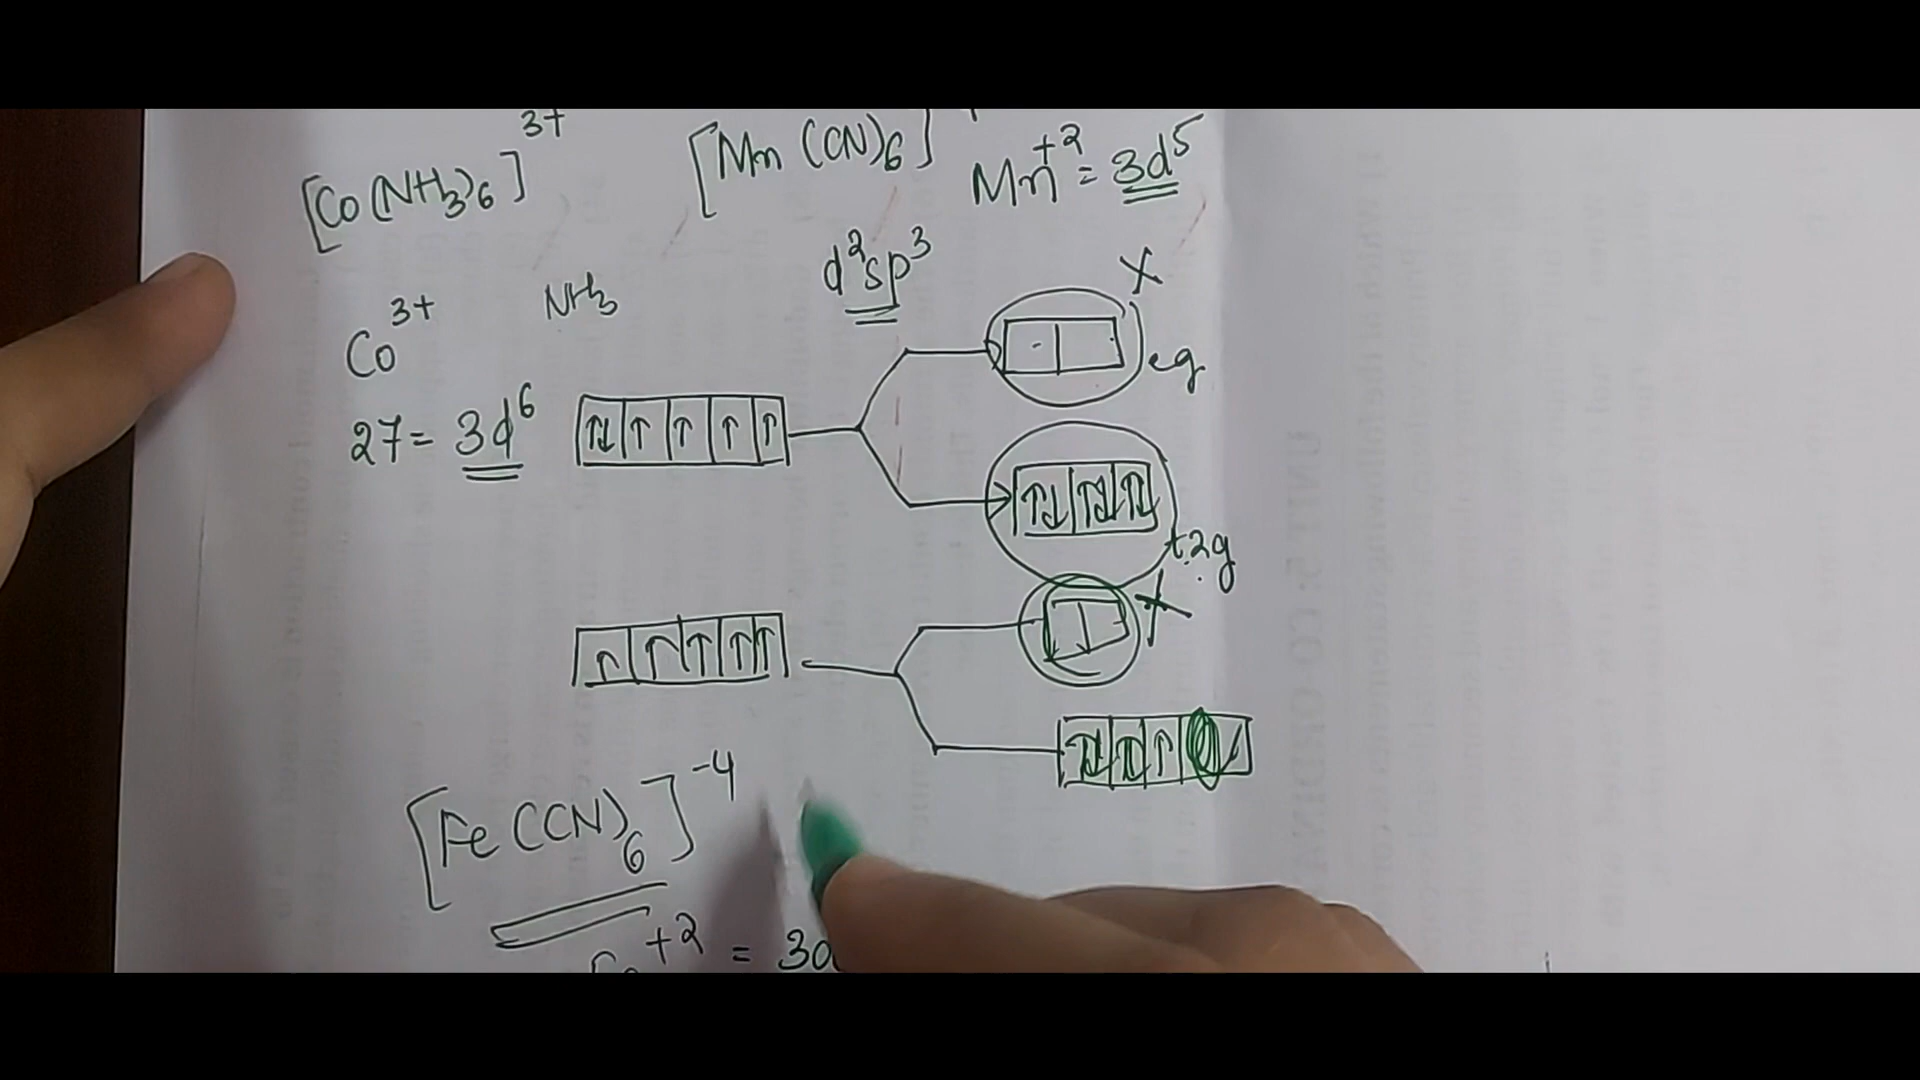 [Co(NH3)6]3+
[Mn(CN)6]
Mn+2 = 3d5
d2sp3
X
Co3+
NH3
eg
27 = 3d6
t2g
X
[Fe(CN)6]-4
+2 = 3d